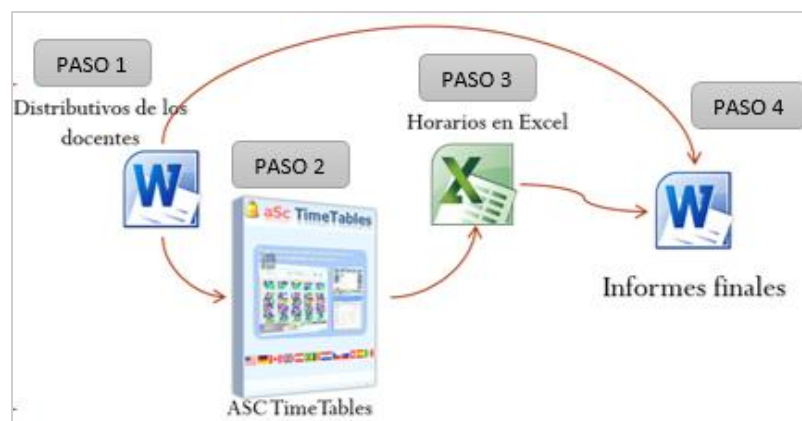 PASO 1
Distributivos de los
docentes
W
PASO 2
aSc TimeTables
ASC TimeTables
PASO 3
Horarios en Excel
X
PASO 4
W
Informes finales